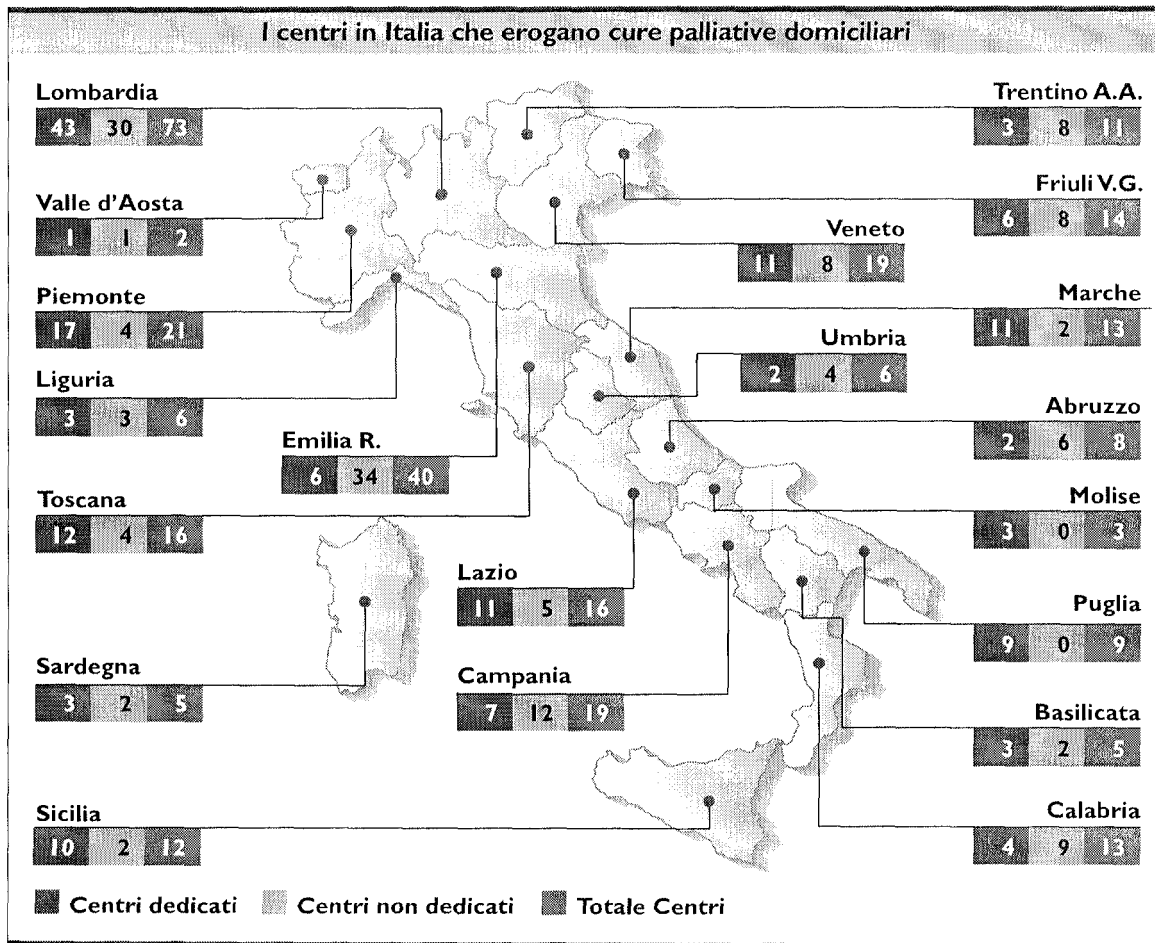 I centri in Italia che erogano cure palliative domiciliari
Lombardia
43 30 73
Valle d'Aosta
1 1 2
Piemonte
17 4 21
Liguria
3 3 6
Emilia R.
6 34 40
Toscana
12 4 16
Lazio
11 5 16
Sardegna
3 2 5
Campania
7 12 19
Sicilia
10 2 12
Trentino A.A.
3 8 11
Friuli V.G.
6 8 14
Veneto
11 8 19
Marche
11 2 13
Umbria
2 4 6
Abruzzo
2 6 8
Molise
3 0 3
Puglia
9 0 9
Basilicata
3 2 5
Calabria
4 9 13
Centri dedicati Centri non dedicati Totale Centri